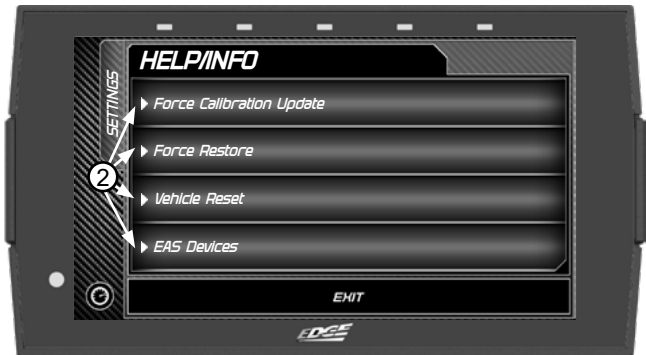 HELP/INFO
SETTINGS
Force Calibration Update
Force Restore
2
Vehicle Reset
EAS Devices
EXIT
EDGE